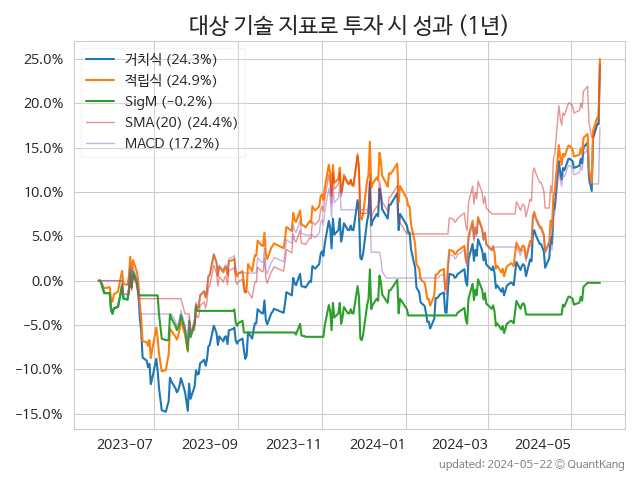 대상 기술 지표로 투자 시 성과 (1년)
거치식 (24.3%)
적립식 (24.9%)
SigM (−0.2%)
SMA(20) (24.4%)
MACD (17.2%)
25.0%
20.0%
15.0%
10.0%
5.0%
0.0%
−5.0%
−10.0%
−15.0%
2023-07
2023-09
2023-11
2024-01
2024-03
2024-05
updated: 2024-05-22 © QuantKang